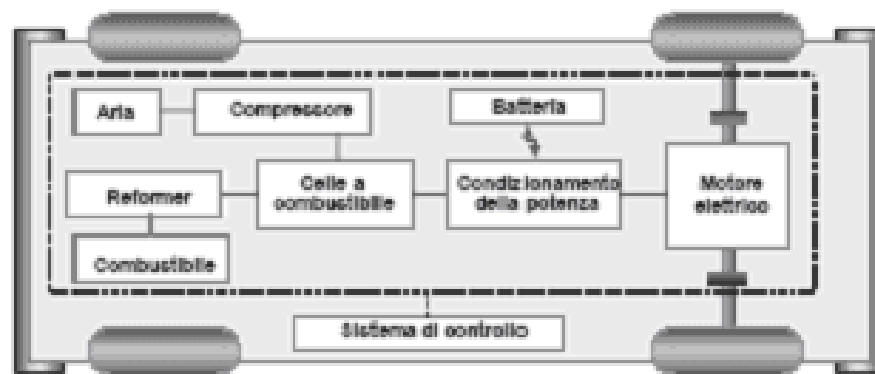 Aria
Compressore
Batteria
Reformer
Celle a
combustibile
Condizionamento
della potenza
Motore
elettrico
Combustibile
Sistema di controllo